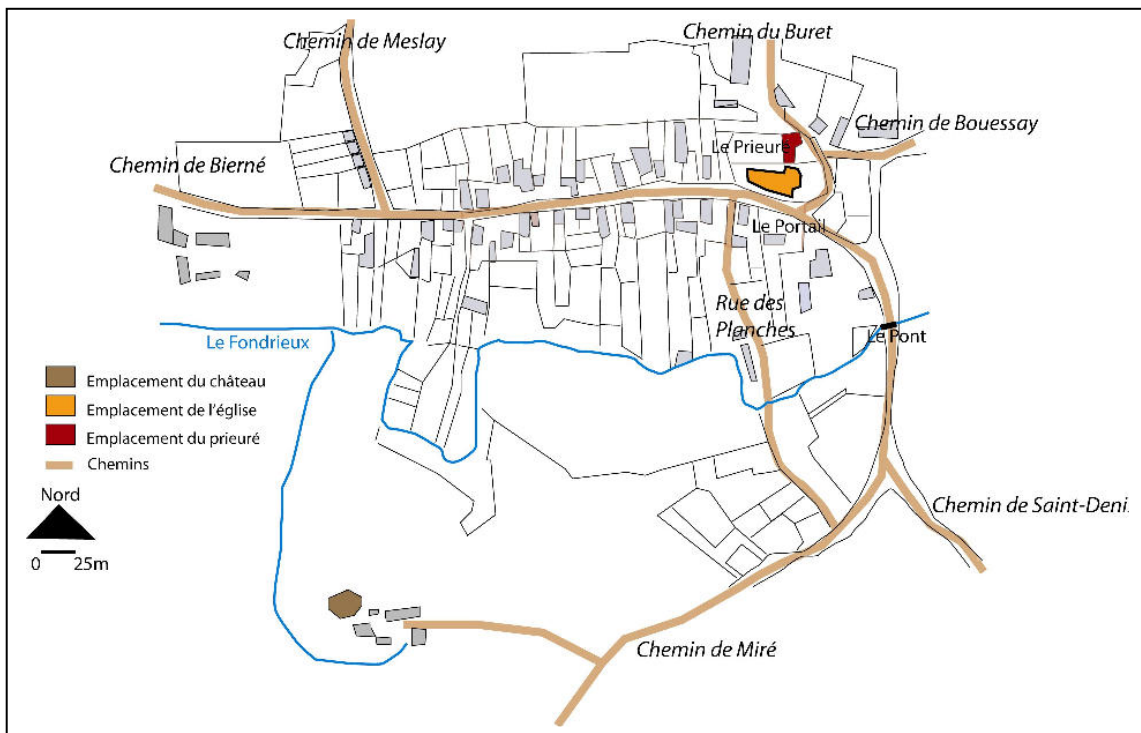 Chemin de Meslay
Chemin du Buret
Chemin de Bouessay
Le Prieuré
Chemin de Bierné
Le Portail
Rue des
Planches
Le Pont
Le Fondrieux
Emplacement du château
Emplacement de l'église
Emplacement du prieuré
Chemins
Nord
0 25m
Chemin de Saint-Deni
Chemin de Miré